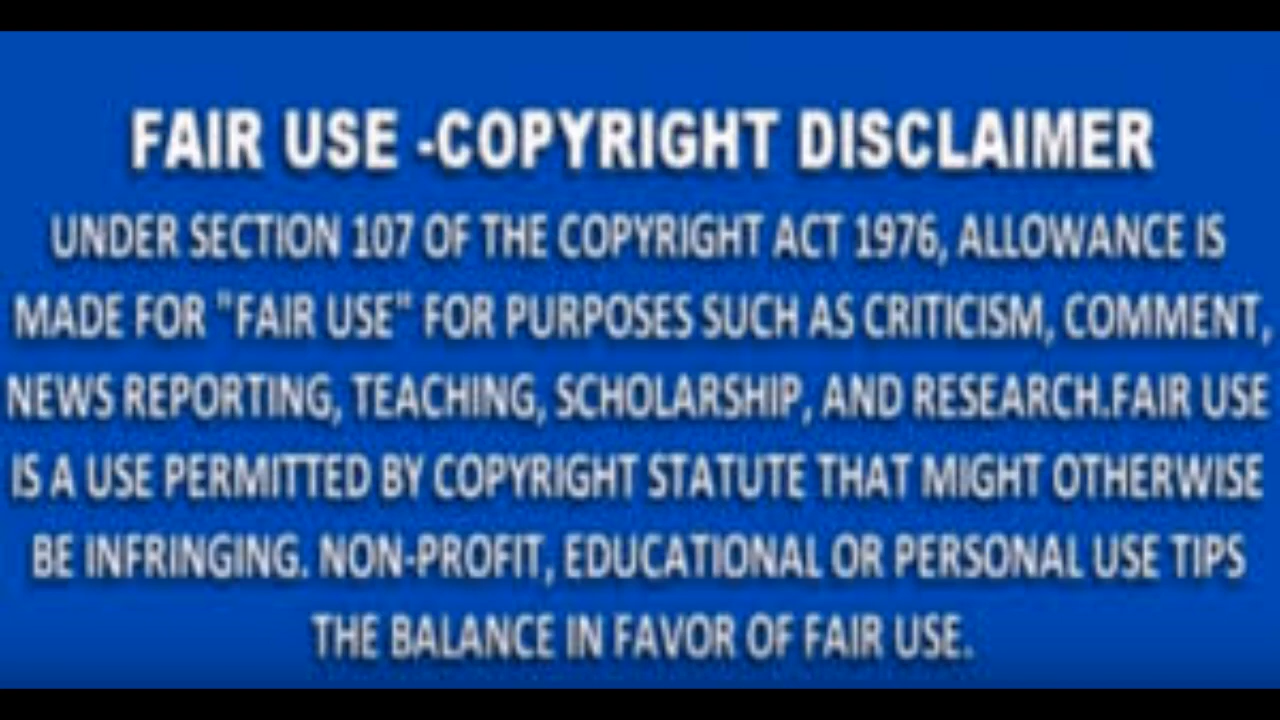 FAIR USE -COPYRIGHT DISCLAIMER
UNDER SECTION 107 OF THE COPYRIGHT ACT 1976, ALLOWANCE IS
MADE FOR "FAIR USE" FOR PURPOSES SUCH AS CRITICISM, COMMENT,
NEWS REPORTING, TEACHING, SCHOLARSHIP, AND RESEARCH.FAIR USE
IS A USE PERMITTED BY COPYRIGHT STATUTE THAT MIGHT OTHERWISE
BE INFRINGING. NON-PROFIT, EDUCATIONAL OR PERSONAL USE TIPS
THE BALANCE IN FAVOR OF FAIR USE.